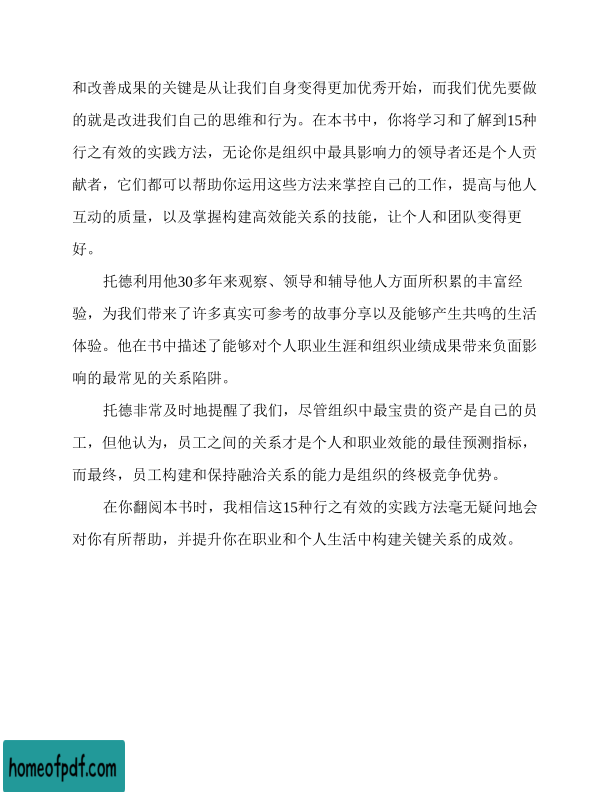 和改善成果的关键是从让我们自身变得更加优秀开始，而我们优先要做
的就是改进我们自己的思维和行为。在本书中，你将学习和了解到15种
行之有效的实践方法，无论你是组织中最具影响力的领导者还是个人贡
献者，它们都可以帮助你运用这些方法来掌控自己的工作，提高与他人
互动的质量，以及掌握构建高效能关系的技能，让个人和团队变得更
好。
托德利用他30多年来观察、领导和辅导他人方面所积累的丰富经
验，为我们带来了许多真实可参考的故事分享以及能够产生共鸣的生活
体验。他在书中描述了能够对个人职业生涯和组织业绩成果带来负面影
响的最常见的关系陷阱。
托德非常及时地提醒了我们，尽管组织中最宝贵的资产是自己的员
工，但他认为，员工之间的关系才是个人和职业效能的最佳预测指标，
而最终，员工构建和保持融洽关系的能力是组织的终极竞争优势。
在你翻阅本书时，我相信这15种行之有效的实践方法毫无疑问地会
对你有所帮助，并提升你在职业和个人生活中构建关键关系的成效。
homeofpdf.com